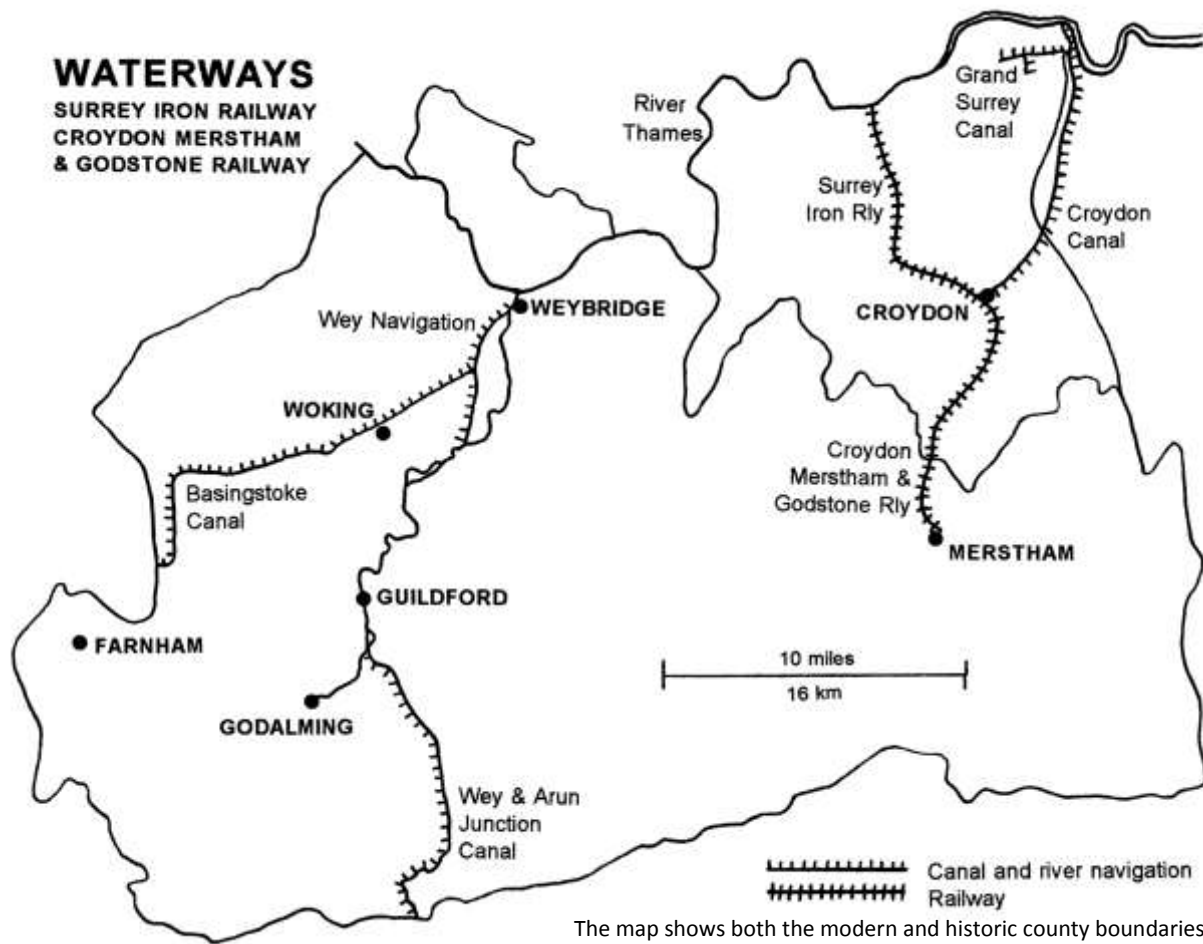 WATERWAYS
SURREY IRON RAILWAY
CROYDON MERSTHAM
& GODSTONE RAILWAY
River
Thames
Grand
Surrey
Canal
Surrey
Iron Rly
Croydon
Canal
CROYDON
WEYBRIDGE
Wey Navigation
WOKING
Basingstoke
Canal
Croydon
Merstham &
Godstone Rly
MERSTHAM
GUILDFORD
FARNHAM
GODALMING
10 miles
16 km
Wey & Arun
Junction
Canal
Canal and river navigation
Railway
The map shows both the modern and historic county boundaries